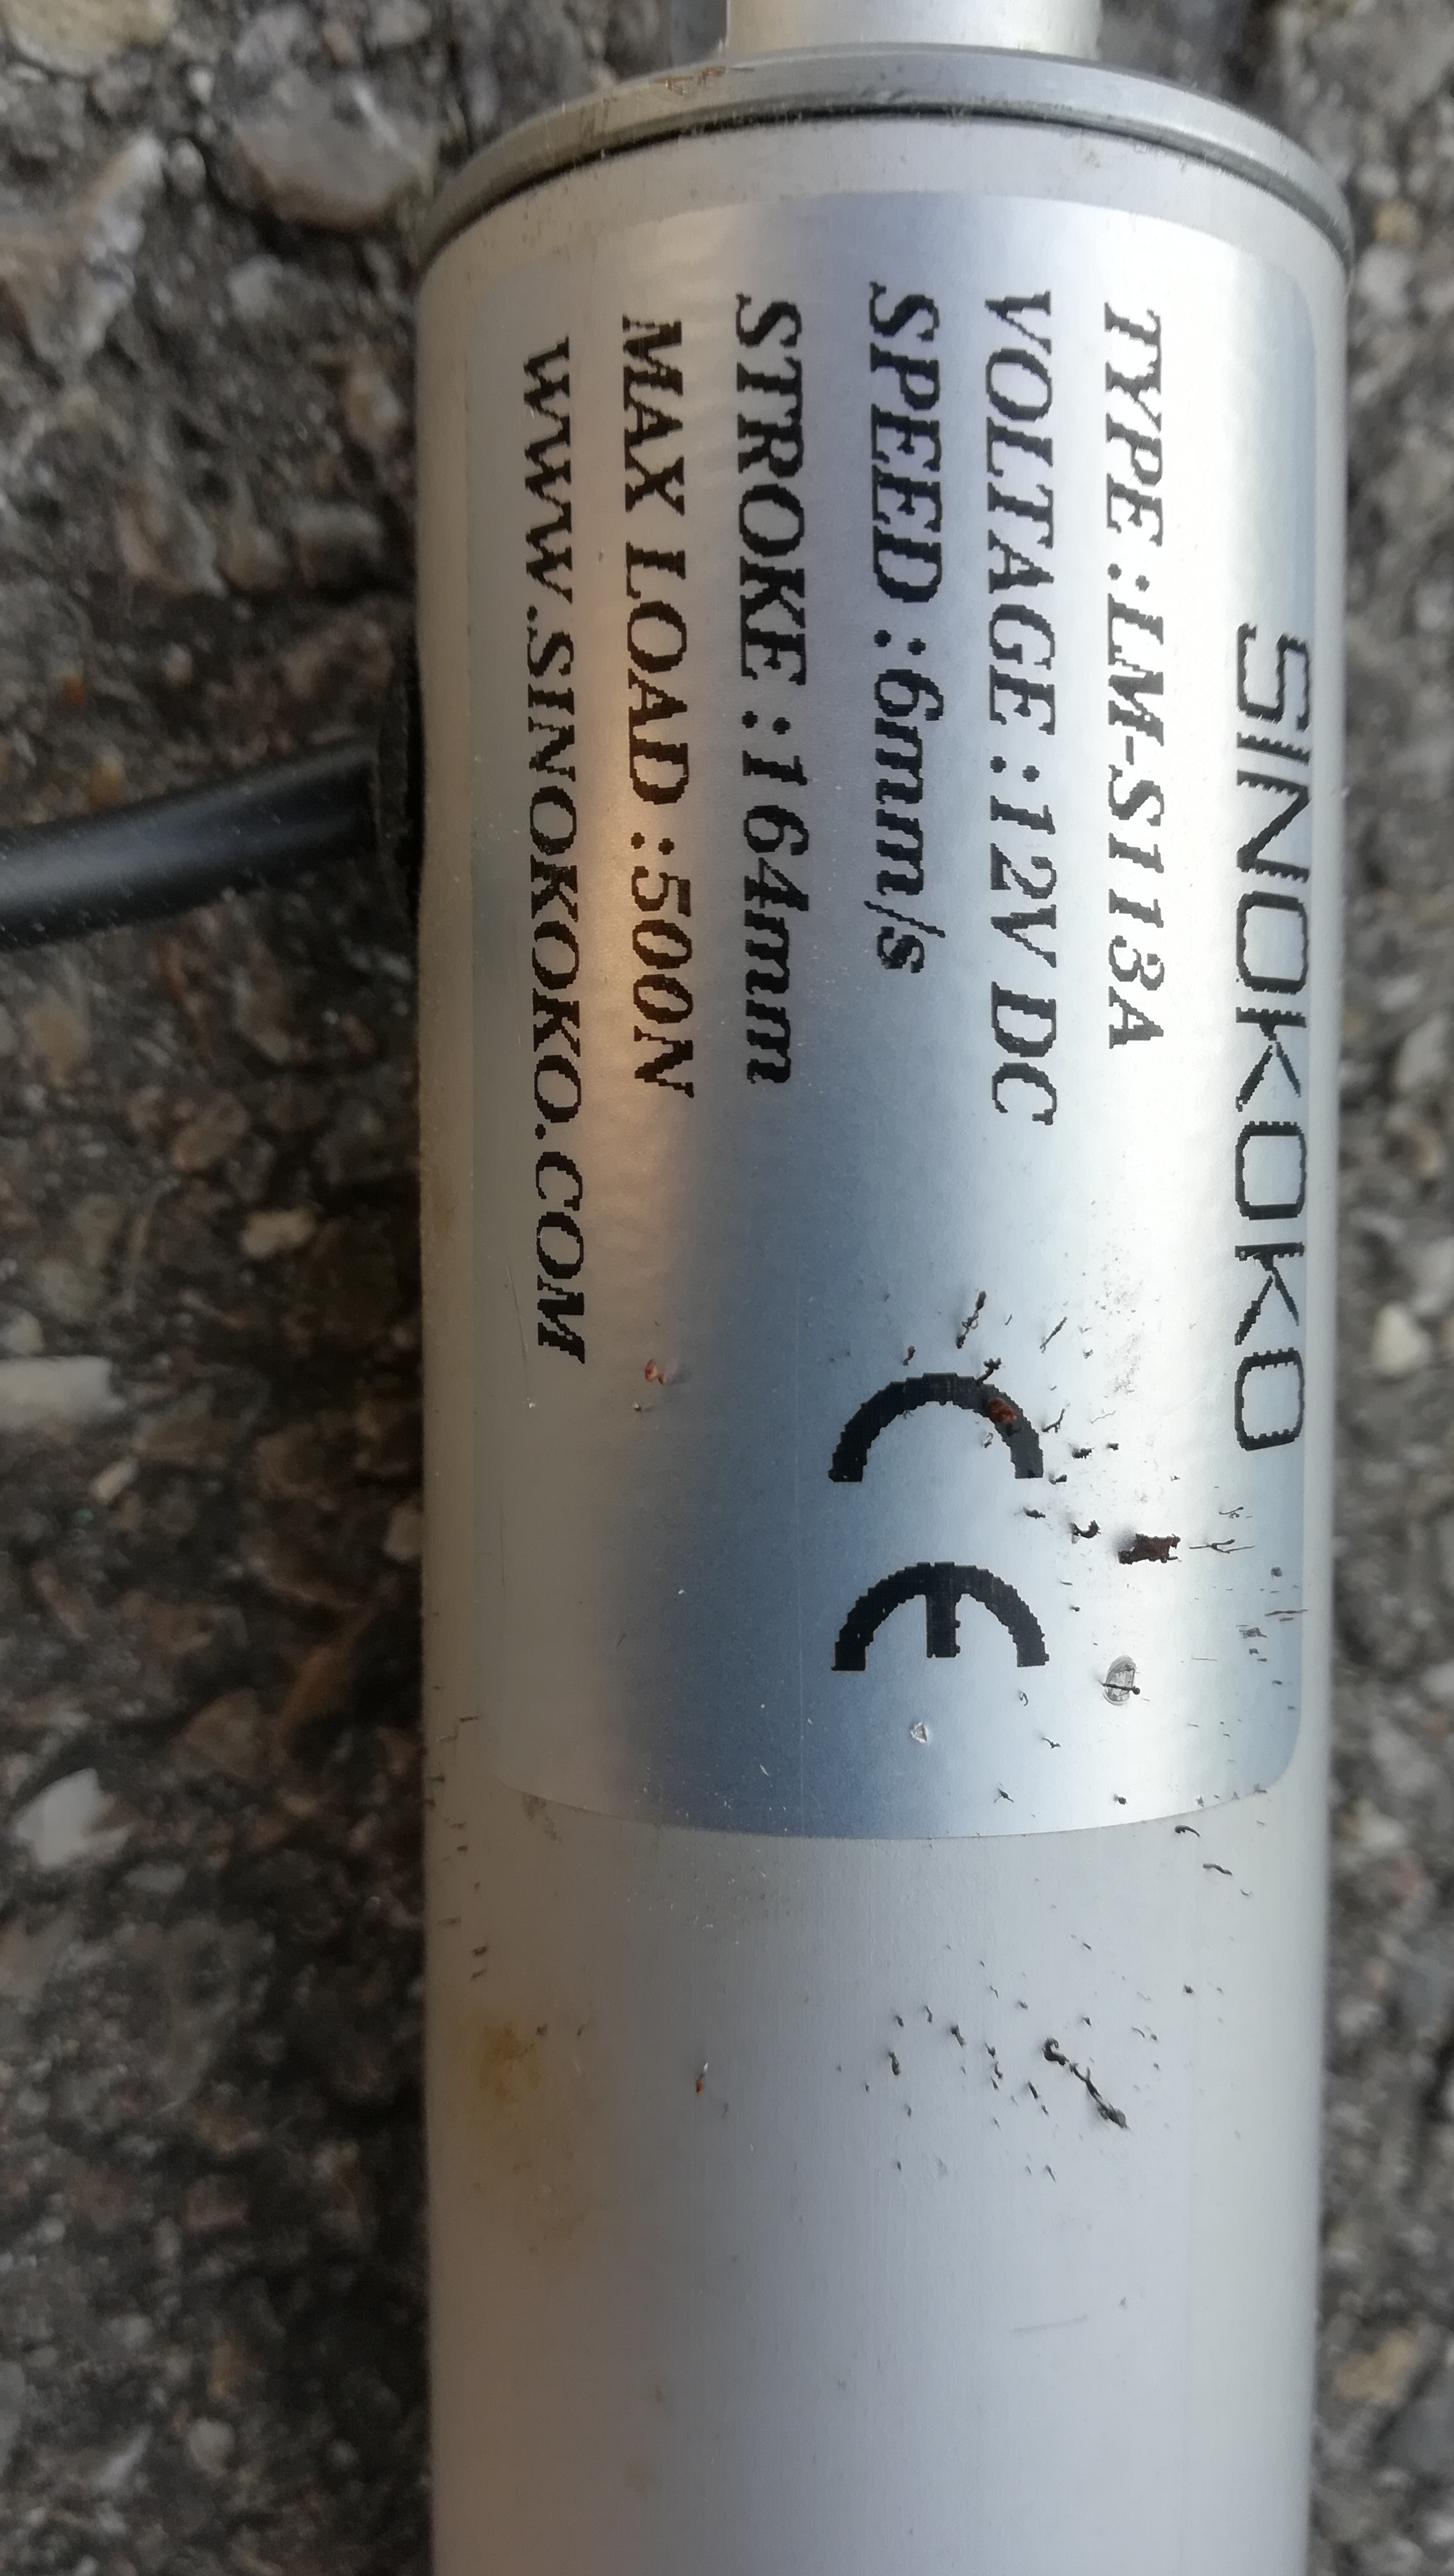 SINOKOKO
TYPE :LM-S113A
VOLTAGE :12V DC
SPEED :6mm/s
STROKE :164mm
MAX LOAD :500N
WWW.SINOKOKO.COM
CE